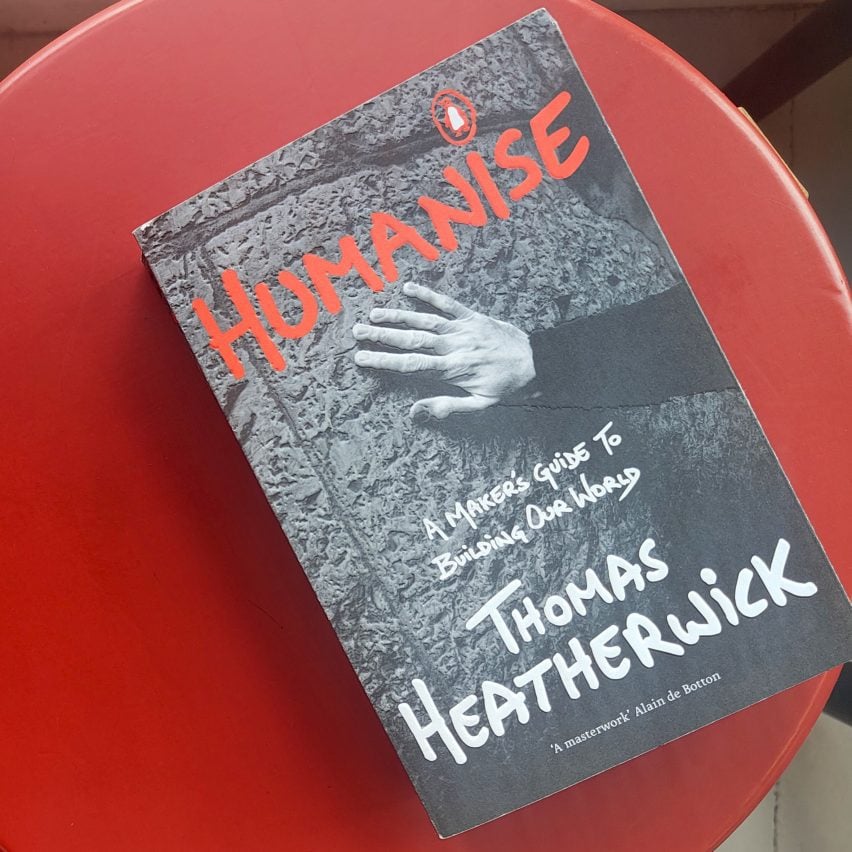 HUMANISE
A MAKER'S GUIDE TO
BUILDING OUR WORLD
THOMAS
HEATHERWiCK
'A masterwork' Alain de Botton